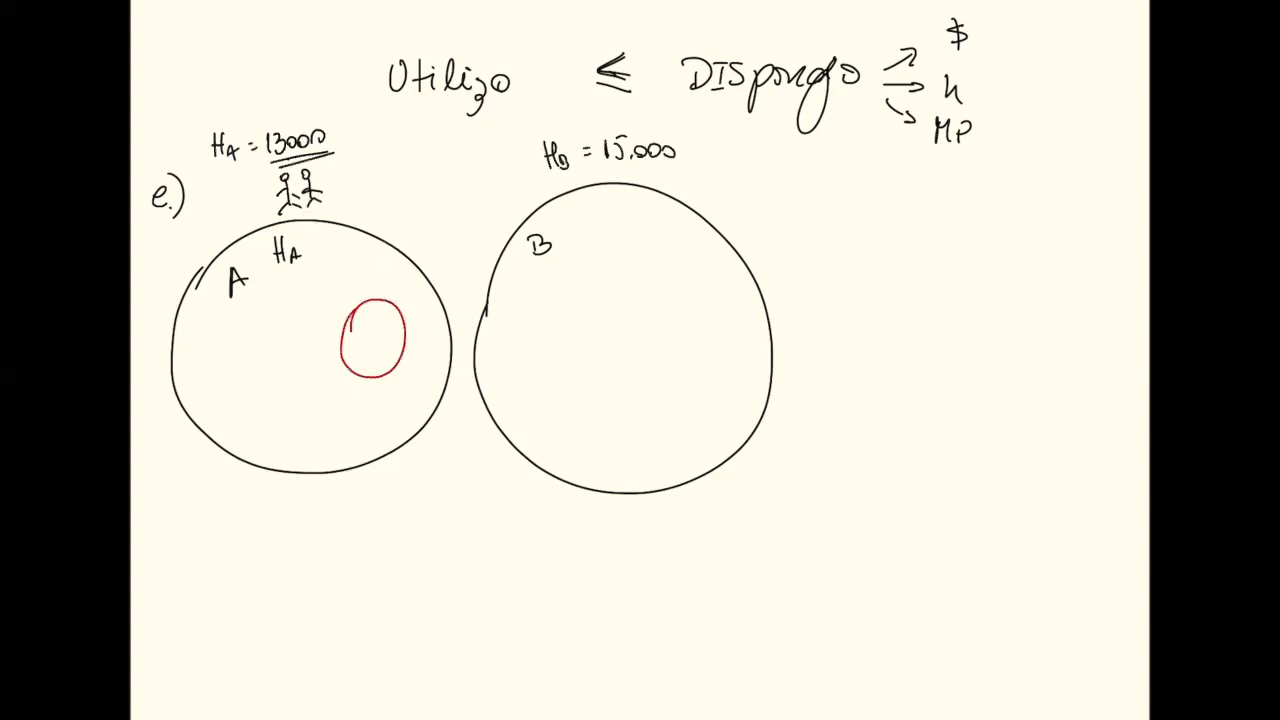 Utilizo ≤ Dispongo → $
h
MP
HA = 13000
HB = 15.000
e.)
HA
A
B